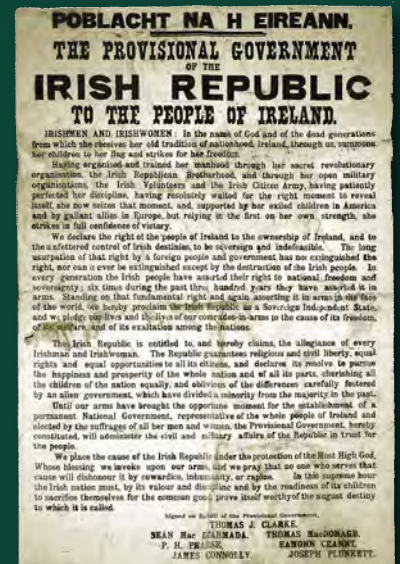 POBLACHT NA H EIREANN.
THE PROVISIONAL GOVERNMENT
OF THE
IRISH REPUBLIC
TO THE PEOPLE OF IRELAND.
IRISHMEN AND IRISHWOMEN: In the name of God and of the dead generations
from which she receives her old tradition of nationhood, Ireland, through us, summons
her children to her flag and strikes for her freedom.
Having organised and trained her manhood through her secret revolutionary
organisation, the Irish Republican Brotherhood, and through her open military
organisations, the Irish Volunteers and the Irish Citizen Army, having patiently
perfected her discipline, having resolutely waited for the right moment to reveal
itself, she now seizes that moment, and, supported by her exiled children in America
and by gallant allies in Europe, but relying in the first on her own strength, she
strikes in full confidence of victory.
We declare the right of the people of Ireland to the ownership of Ireland, and to
the unfettered control of Irish destinies, to be sovereign and indefeasible. The long
usurpation of that right by a foreign people and government has not extinguished the
right, nor can it ever be extinguished except by the destruction of the Irish people. In
every generation the Irish people have asserted their right to national freedom and
sovereignty; six times during the past three hundred years they have asserted it in
arms. Standing on that fundamental right and again asserting it in arms in the face
of the world, we hereby proclaim the Irish Republic as a Sovereign Independent State,
and we pledge our lives and the lives of our comrades-in-arms to the cause of its freedom,
of its welfare, and of its exaltation among the nations.
The Irish Republic is entitled to, and hereby claims, the allegiance of every
Irishman and Irishwoman. The Republic guarantees religious and civil liberty, equal
rights and equal opportunities to all its citizens, and declares its resolve to pursue
the happiness and prosperity of the whole nation and of all its parts, cherishing all
the children of the nation equally, and oblivious of the differences carefully fostered
by an alien government, which have divided a minority from the majority in the past.
Until our arms have brought the opportune moment for the establishment of a
permanent National Government, representative of the whole people of Ireland and
elected by the suffrages of all her men and women, the Provisional Government, hereby
constituted, will administer the civil and military affairs of the Republic in trust for
the people.
We place the cause of the Irish Republic under the protection of the Most High God,
Whose blessing we invoke upon our arms, and we pray that no one who serves that
cause will dishonour it by cowardice, inhumanity, or rapine. In this supreme hour
the Irish nation must, by its valour and discipline and by the readiness of its children
to sacrifice themselves for the common good, prove itself worthy of the august destiny
to which it is called.
Signed on Behalf of the Provisional Government,
THOMAS J. CLARKE,
SEAN Mac DIARMADA, THOMAS MacDONAGH,
P. H. PEARSE, EAMONN CEANNT,
JAMES CONNOLLY. JOSEPH PLUNKETT.